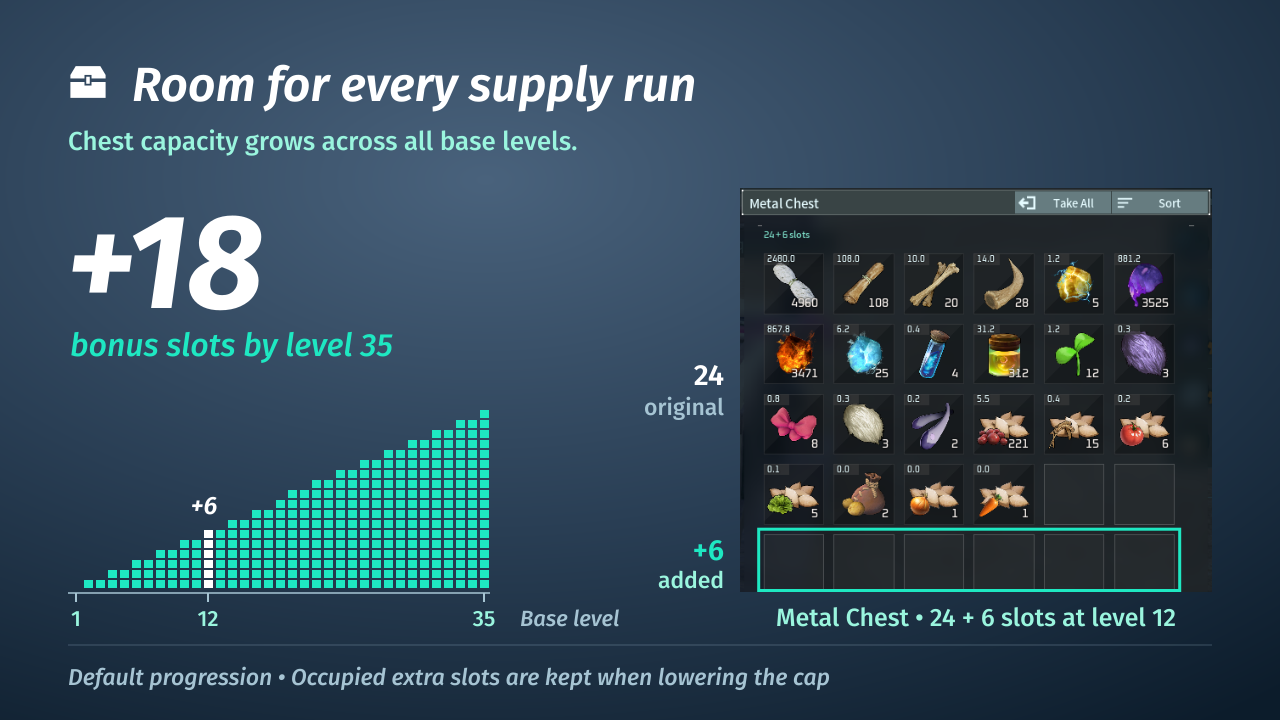 Room for every supply run
Chest capacity grows across all base levels.
+18
bonus slots by level 35
+6
1 12 35 Base level
24
original
+6
added
Metal Chest Take All Sort
24+6 slots
2480.0 108.0 10.0 14.0 1.2 881.2
4960 108 20 28 5 3525
867.8 6.2 0.4 31.2 1.2 0.3
3471 25 4 312 12 3
0.8 0.3 0.2 5.5 0.4 0.2
8 3 2 221 15 6
0.1 0.0 0.0 0.0
5 2 1 1
Metal Chest • 24 + 6 slots at level 12
Default progression • Occupied extra slots are kept when lowering the cap